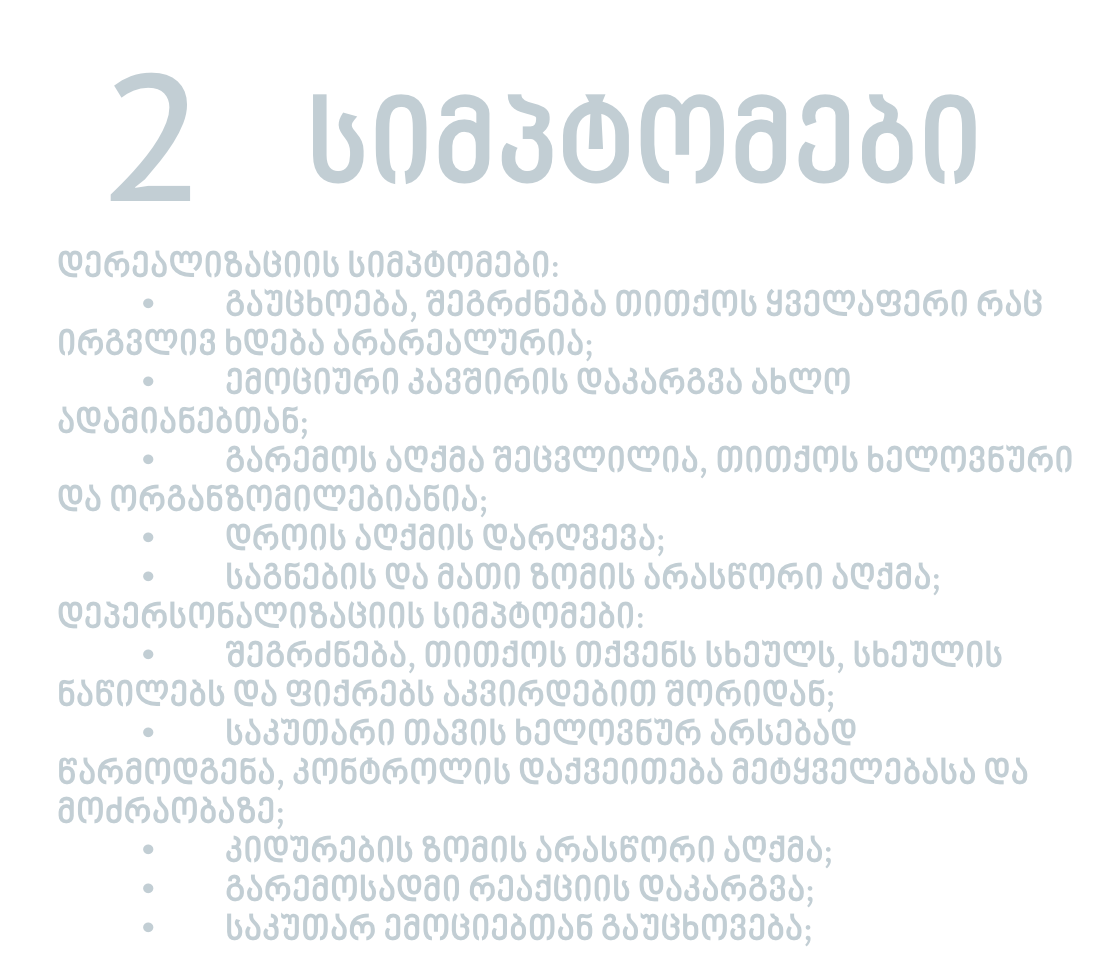 2 სიმპტომები
დერეალიზაციის სიმპტომები:
• გაუცხოება, შეგრძნება თითქოს ყველაფერი რაც
ირგვლივ ხდება არარეალურია;
• ემოციური კავშირის დაკარგვა ახლო
ადამიანებთან;
• გარემოს აღქმა შეცვლილია, თითქოს ხელოვნური
და ორგანზომილებიანია;
• დროის აღქმის დარღვევა;
• საგნების და მათი ზომის არასწორი აღქმა;
დეპერსონალიზაციის სიმპტომები:
• შეგრძნება, თითქოს თქვენს სხეულს, სხეულის
ნაწილებს და ფიქრებს აკვირდებით შორიდან;
• საკუთარი თავის ხელოვნურ არსებად
წარმოდგენა, კონტროლის დაქვეითება მეტყველებასა და
მოძრაობაზე;
• კიდურების ზომის არასწორი აღქმა;
• გარემოსადმი რეაქციის დაკარგვა;
• საკუთარ ემოციებთან გაუცხოვება;